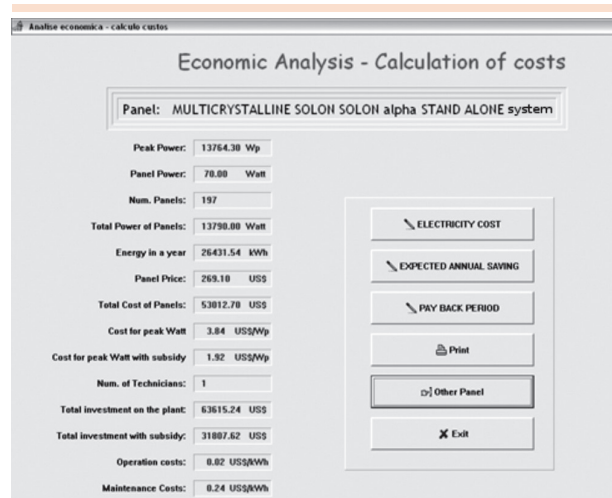 Analise economica - calculo custos
Economic Analysis - Calculation of costs
Panel: MULTICRYSTALLINE SOLON SOLON alpha STAND ALONE system
Peak Power: 13764.30 Wp
Panel Power: 70.00 Watt
Num. Panels: 197
Total Power of Panels: 13790.00 Watt
Energy in a year 26431.54 kWh
Panel Price: 269.10 US$
Total Cost of Panels: 53012.70 US$
Cost for peak Watt 3.84 US$/Wp
Cost for peak Watt with subsidy 1.92 US$/Wp
Num. of Technicians: 1
Total investment on the plant: 63615.24 US$
Total investment with subsidy: 31807.62 US$
Operation costs: 0.02 US$/kWh
Maintenance Costs: 0.24 US$/kWh
ELECTRICITY COST
EXPECTED ANNUAL SAVING
PAY BACK PERIOD
Print
Other Panel
Exit